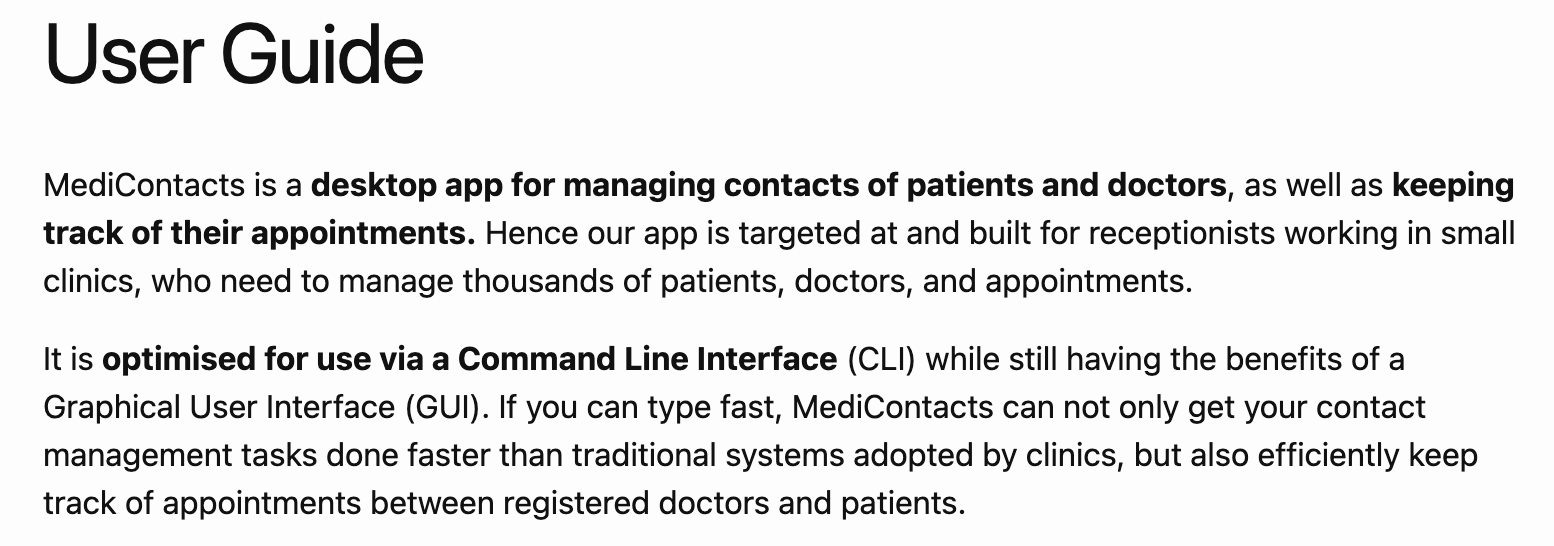 User Guide
MediContacts is a desktop app for managing contacts of patients and doctors, as well as keeping
track of their appointments. Hence our app is targeted at and built for receptionists working in small
clinics, who need to manage thousands of patients, doctors, and appointments.
It is optimised for use via a Command Line Interface (CLI) while still having the benefits of a
Graphical User Interface (GUI). If you can type fast, MediContacts can not only get your contact
management tasks done faster than traditional systems adopted by clinics, but also efficiently keep
track of appointments between registered doctors and patients.